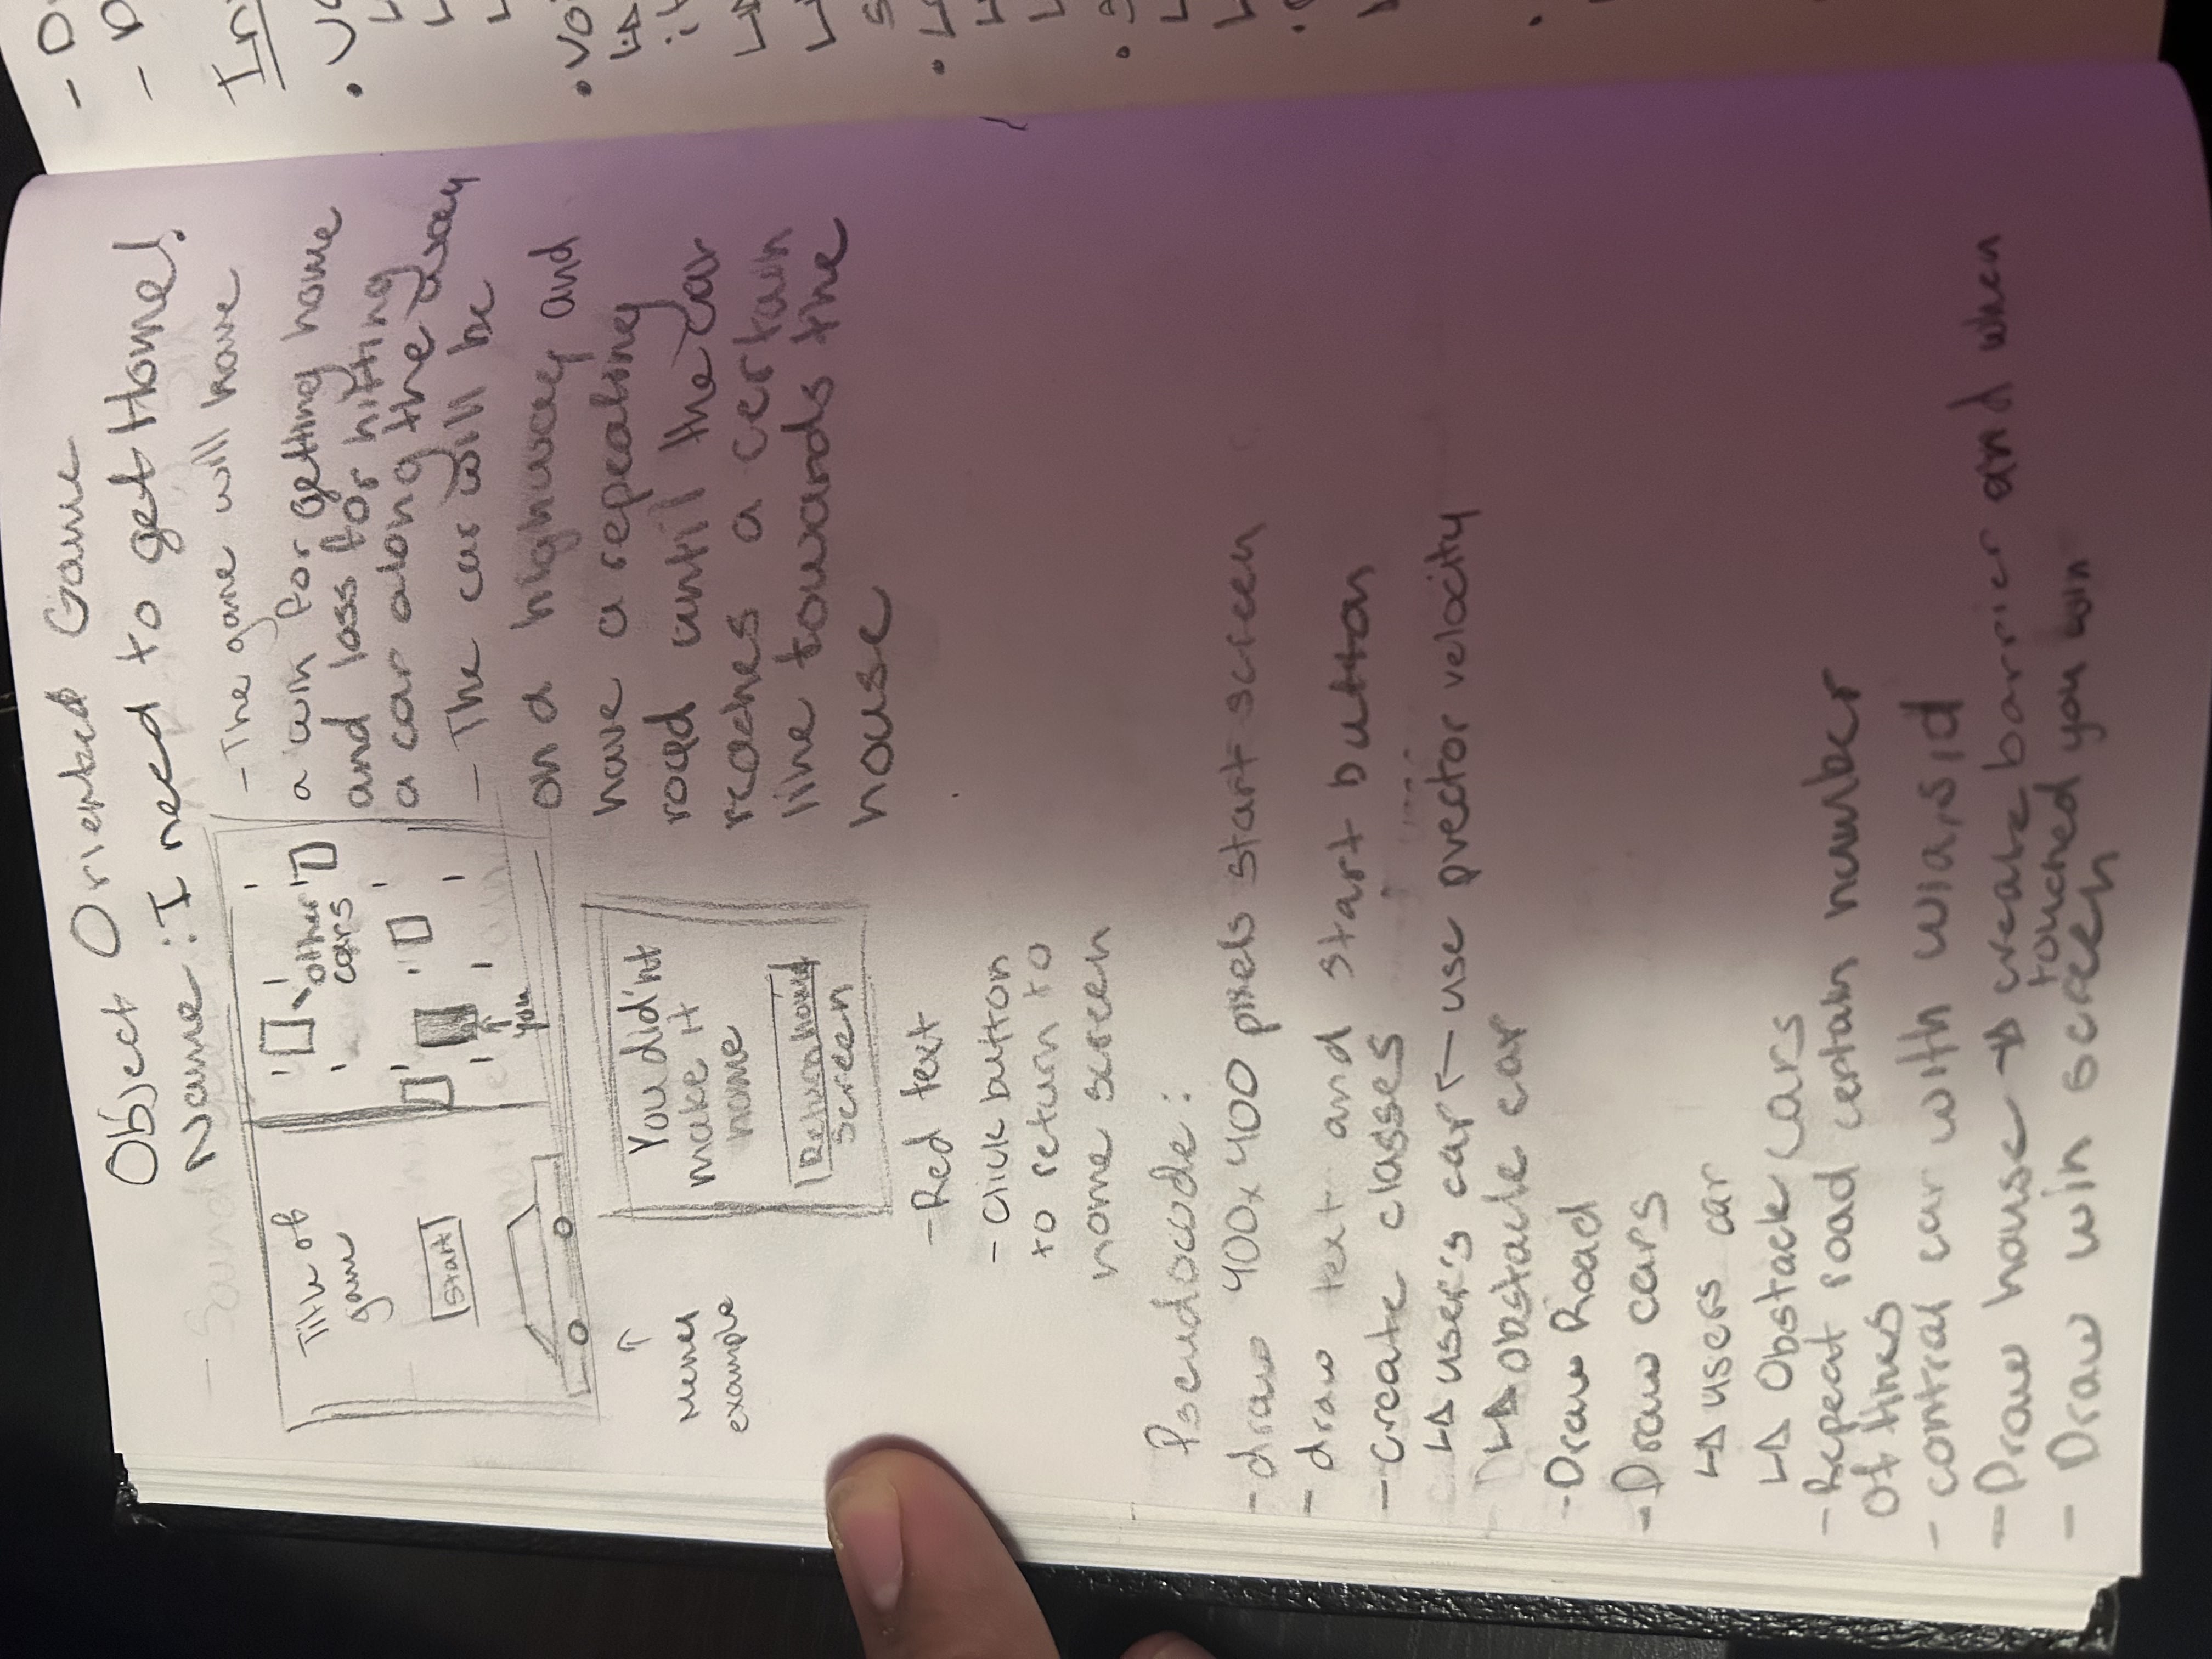 Object Oriented Game
Name: I need to get Home!
Title of
game
Start
other
cars
you
Menu
example
- The game will have
a win for getting home
and loss for hitting
a car along the way
- The car will be
on a highway and
have a repeating
road until the car
reaches a certain
line towards the
house
You did'nt
make it
home
Return home
screen
- Red text
- Click button
to return to
home screen
Pseudocode:
- draw 400x400 pixels start screen
- draw text and start button
- create classes
user's car ← use pvector velocity
obstacle car
- Draw Road
- Draw cars
users car
Obstacle cars
- Repeat road certain number
of times
- control car with w,a,s,d
- Draw house → create barrier and when
touched you win
- Draw win screen